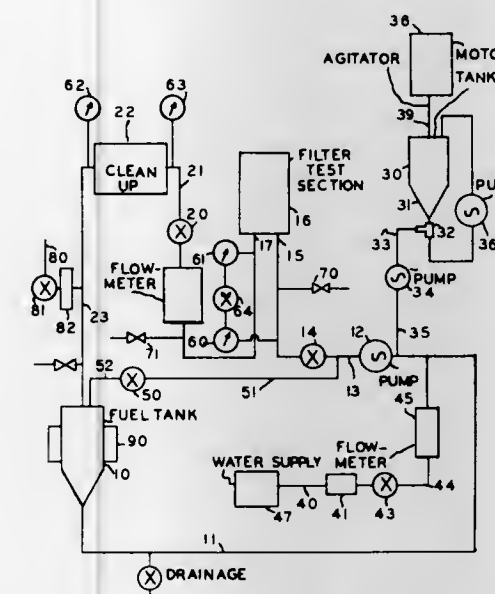 36
MOTO
AGITATOR
TANK
39
62
63
22
CLEAN
UP
21
FILTER
TEST
SECTION
16
30
31
PU
36
20
17
15
33
32
80
61
FLOW-
METER
64
70
PUMP
34
81
82
23
71
60
14
12
35
13
PUMP
52
50
51
45
FUEL TANK
90
10
FLOW-
METER
WATER SUPPLY
47
40
41
43
44
11
DRAINAGE